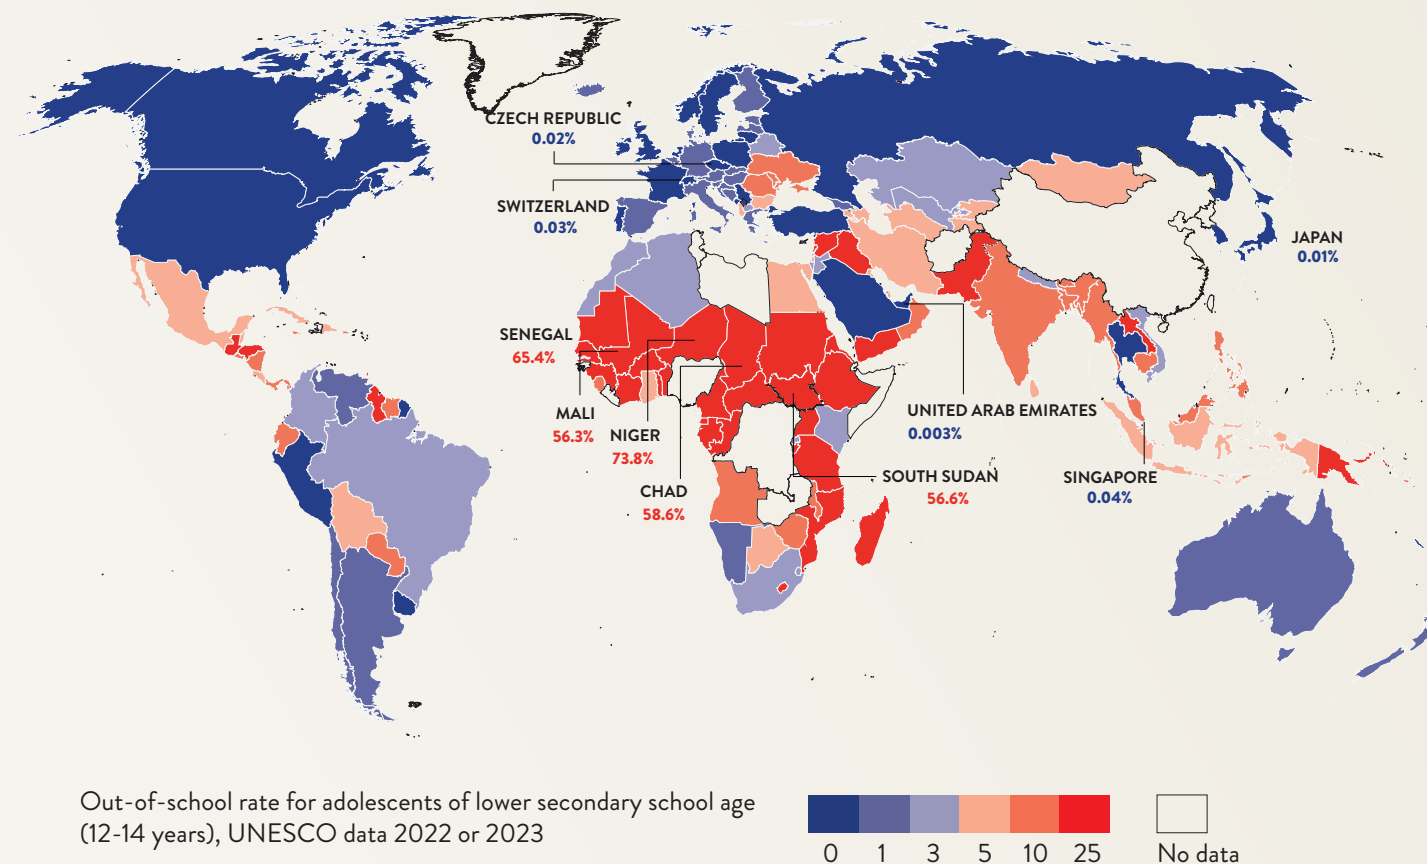 CZECH REPUBLIC
0.02%
SWITZERLAND
0.03%
JAPAN
0.01%
SENEGAL
65.4%
MALI
56.3%
NIGER
73.8%
CHAD
58.6%
UNITED ARAB EMIRATES
0.003%
SOUTH SUDAN
56.6%
SINGAPORE
0.04%
Out-of-school rate for adolescents of lower secondary school age
(12-14 years), UNESCO data 2022 or 2023
0 1 3 5 10 25 No data